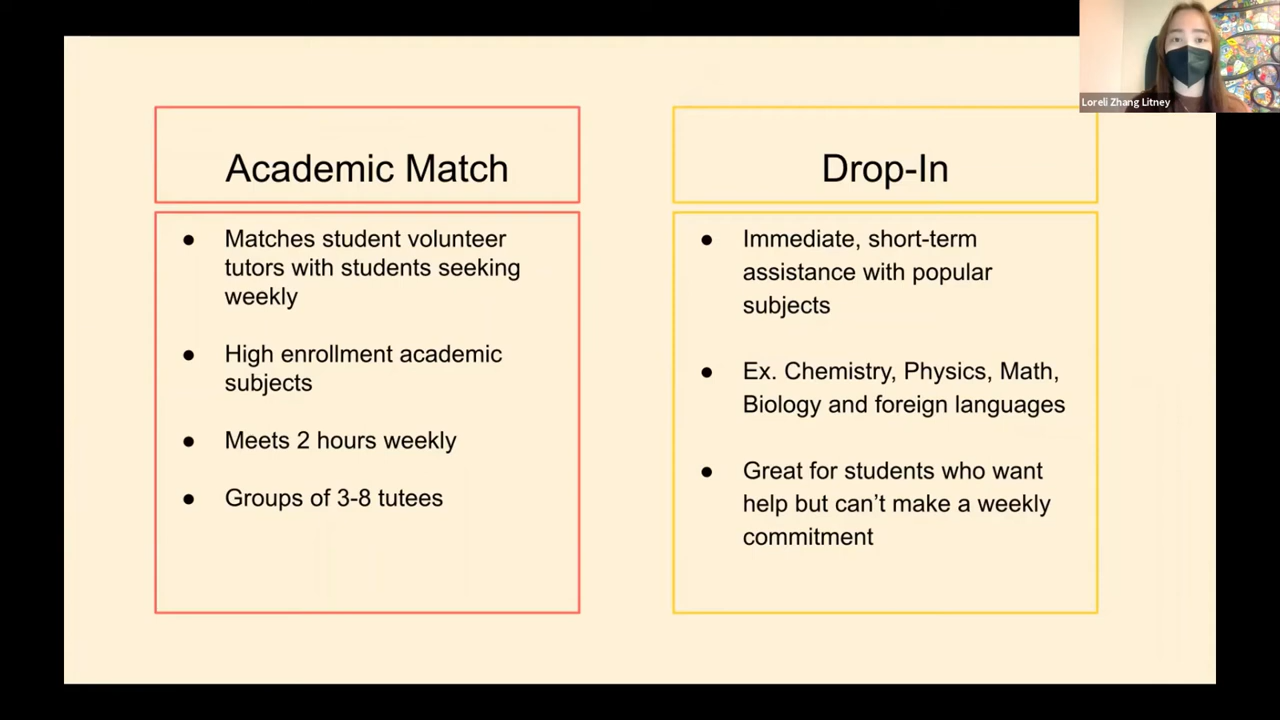 Loreli Zhang Litney
Academic Match
● Matches student volunteer
tutors with students seeking
weekly
● High enrollment academic
subjects
● Meets 2 hours weekly
● Groups of 3-8 tutees
Drop-In
● Immediate, short-term
assistance with popular
subjects
● Ex. Chemistry, Physics, Math,
Biology and foreign languages
● Great for students who want
help but can’t make a weekly
commitment